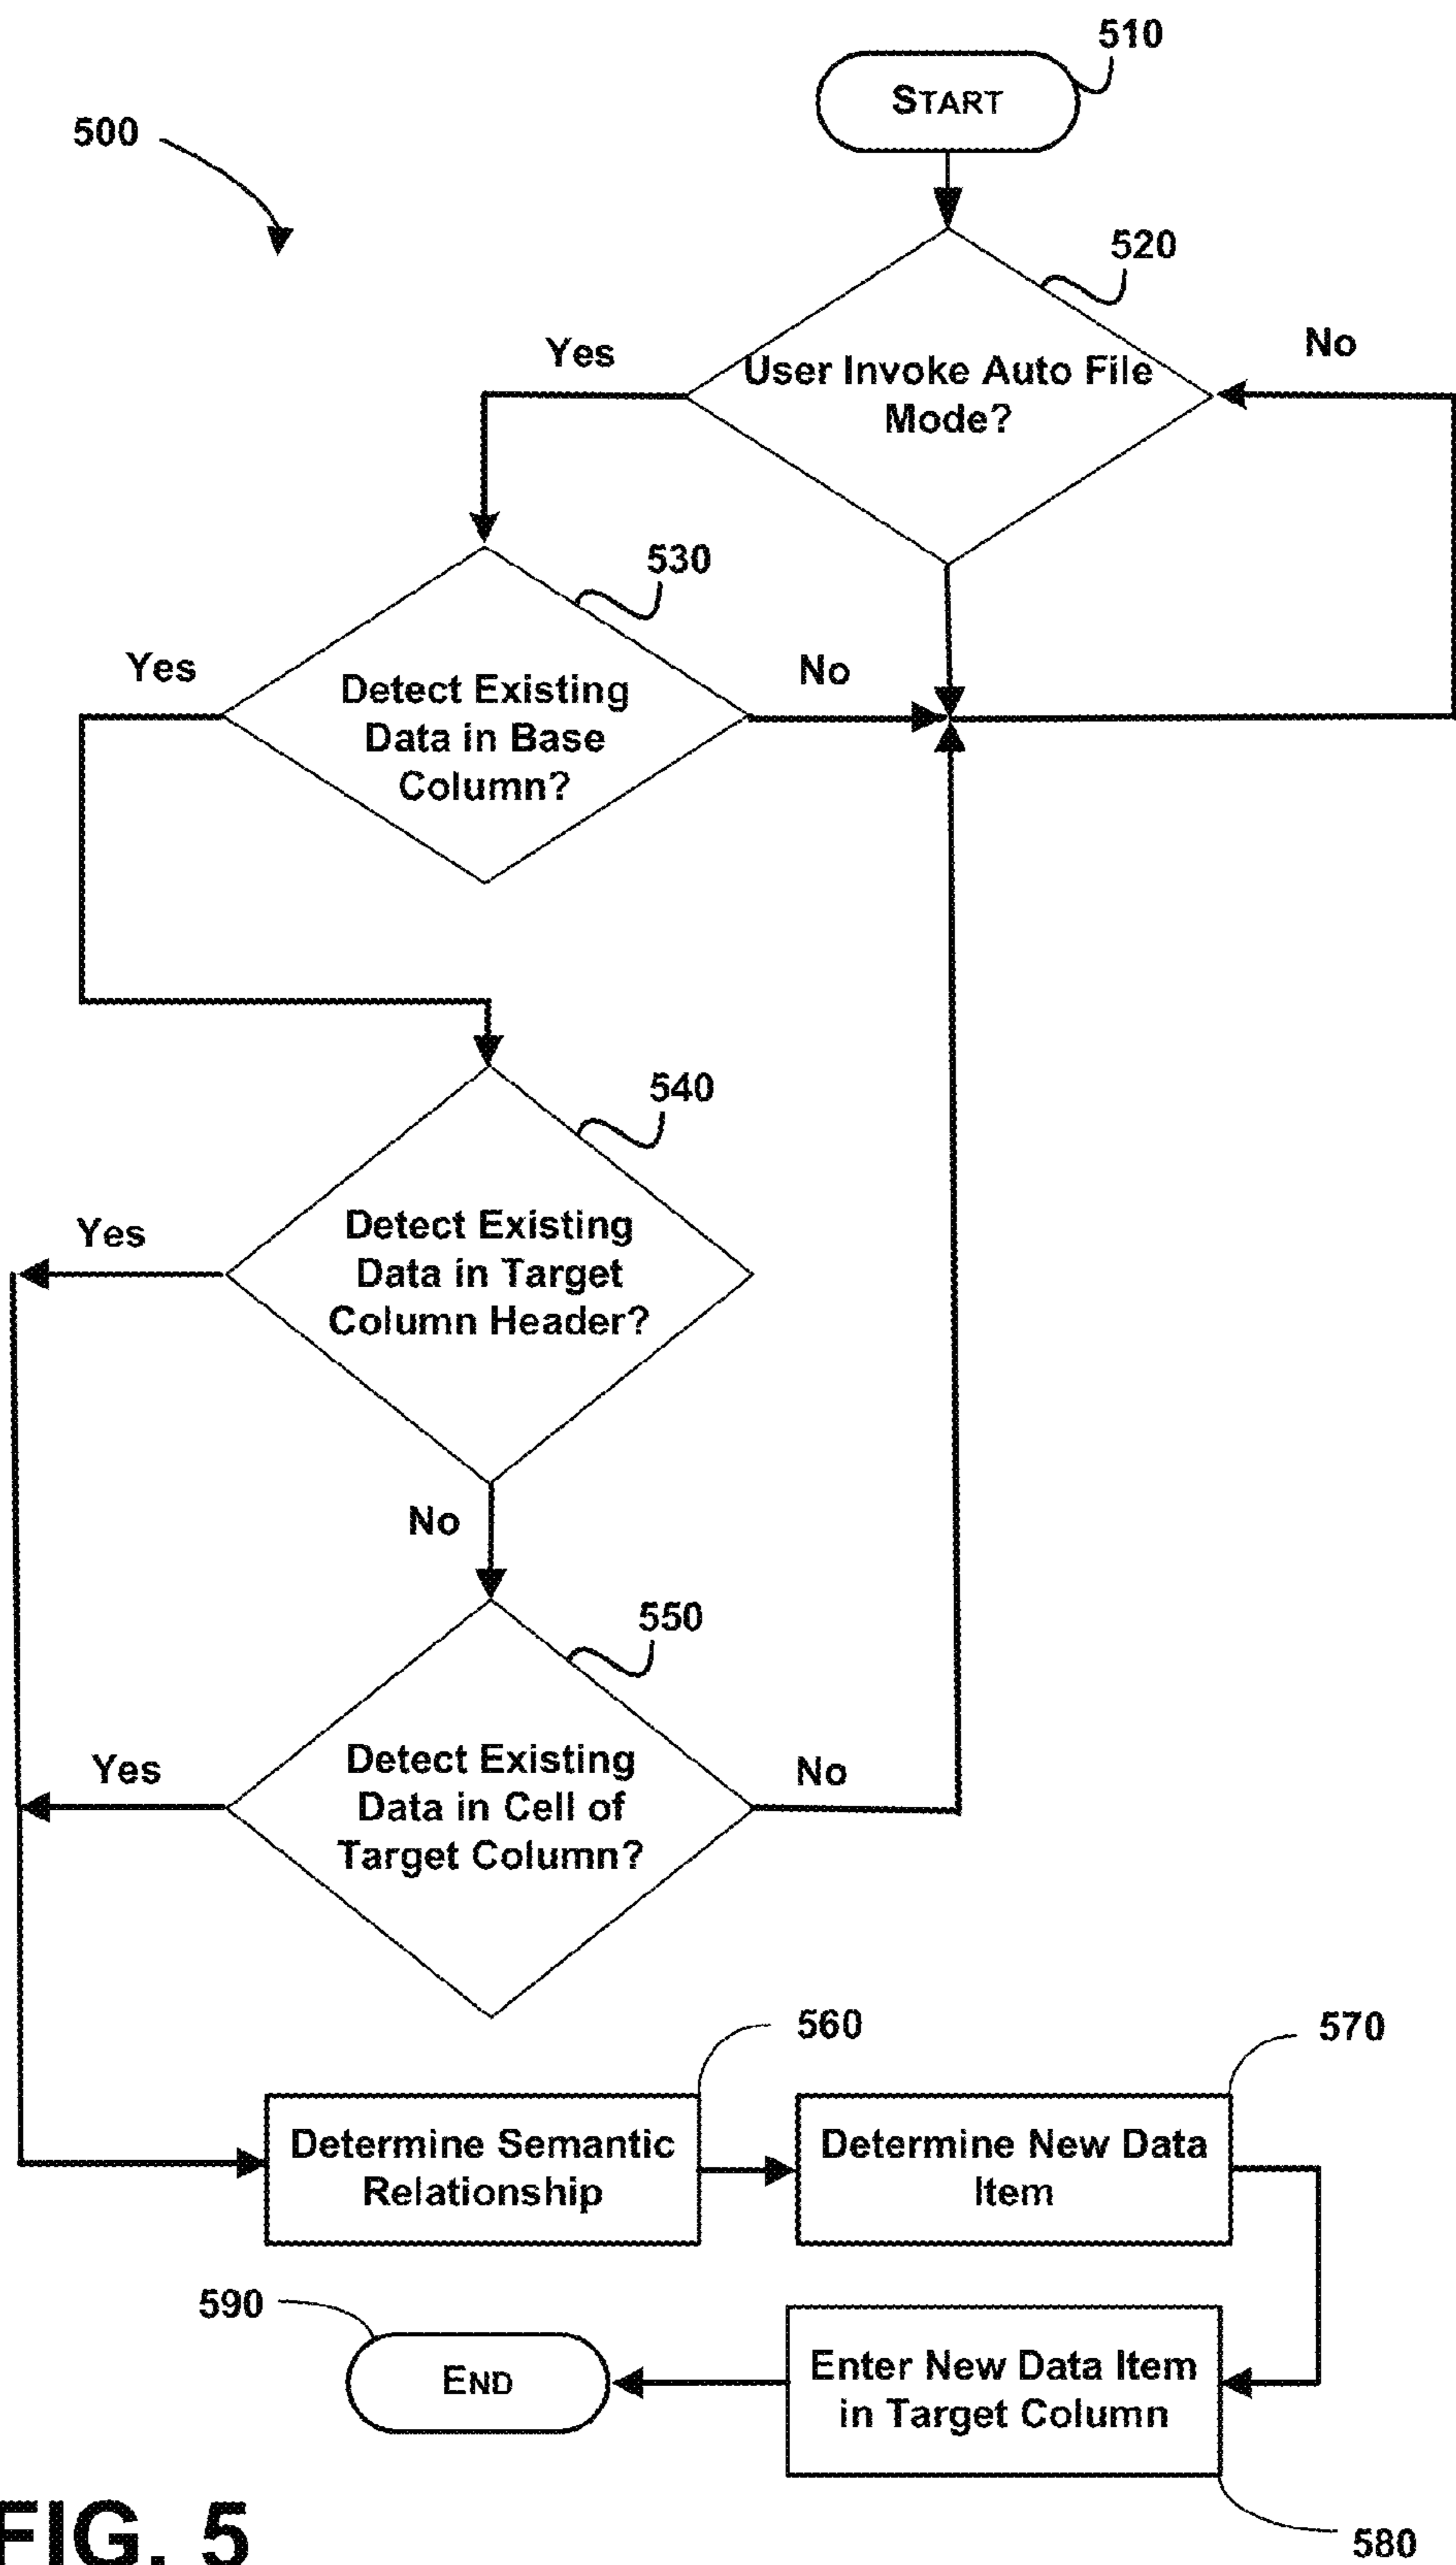 510
START
500
520
Yes
No
User Invoke Auto File
Mode?
530
Yes
No
Detect Existing
Data in Base
Column?
540
Yes
Detect Existing
Data in Target
Column Header?
No
550
Yes
Detect Existing
Data in Cell of
Target Column?
No
560
570
Determine Semantic
Relationship
Determine New Data
Item
590
END
Enter New Data Item
in Target Column
580
FIG. 5